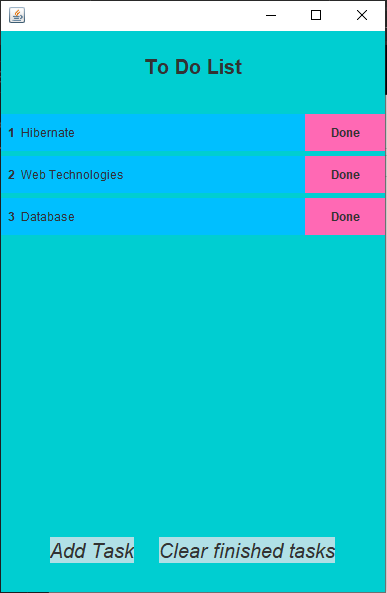 To Do List
1 Hibernate Done
2 Web Technologies Done
3 Database Done
Add Task Clear finished tasks